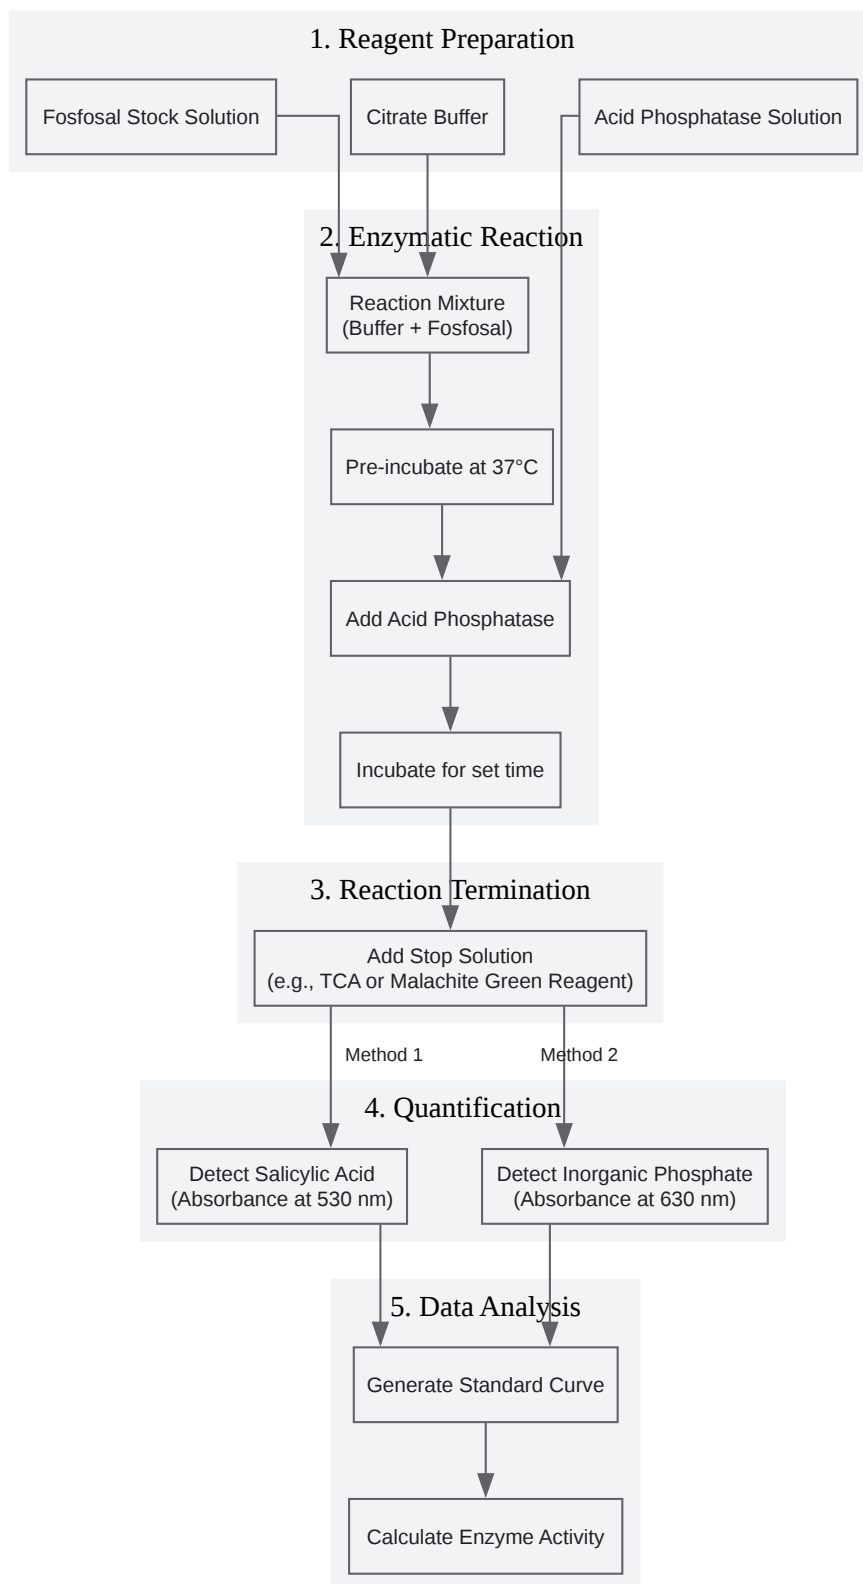 1. Reagent Preparation
Fosfosal Stock Solution
Citrate Buffer
Acid Phosphatase Solution
2. Enzymatic Reaction
Reaction Mixture
(Buffer + Fosfosal)
Pre-incubate at 37°C
Add Acid Phosphatase
Incubate for set time
3. Reaction Termination
Add Stop Solution
(e.g., TCA or Malachite Green Reagent)
Method 1
Method 2
4. Quantification
Detect Salicylic Acid
(Absorbance at 530 nm)
Detect Inorganic Phosphate
(Absorbance at 630 nm)
5. Data Analysis
Generate Standard Curve
Calculate Enzyme Activity